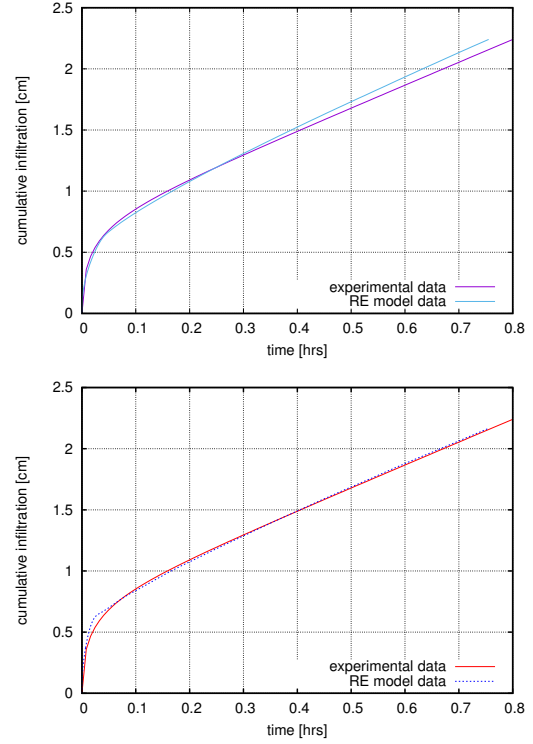 2.5
2
1.5
1
0.5
0
cumulative infiltration [cm]
experimental data
RE model data
0 0.1 0.2 0.3 0.4 0.5 0.6 0.7 0.8
time [hrs]
2.5
2
1.5
1
0.5
0
cumulative infiltration [cm]
experimental data
RE model data
0 0.1 0.2 0.3 0.4 0.5 0.6 0.7 0.8
time [hrs]